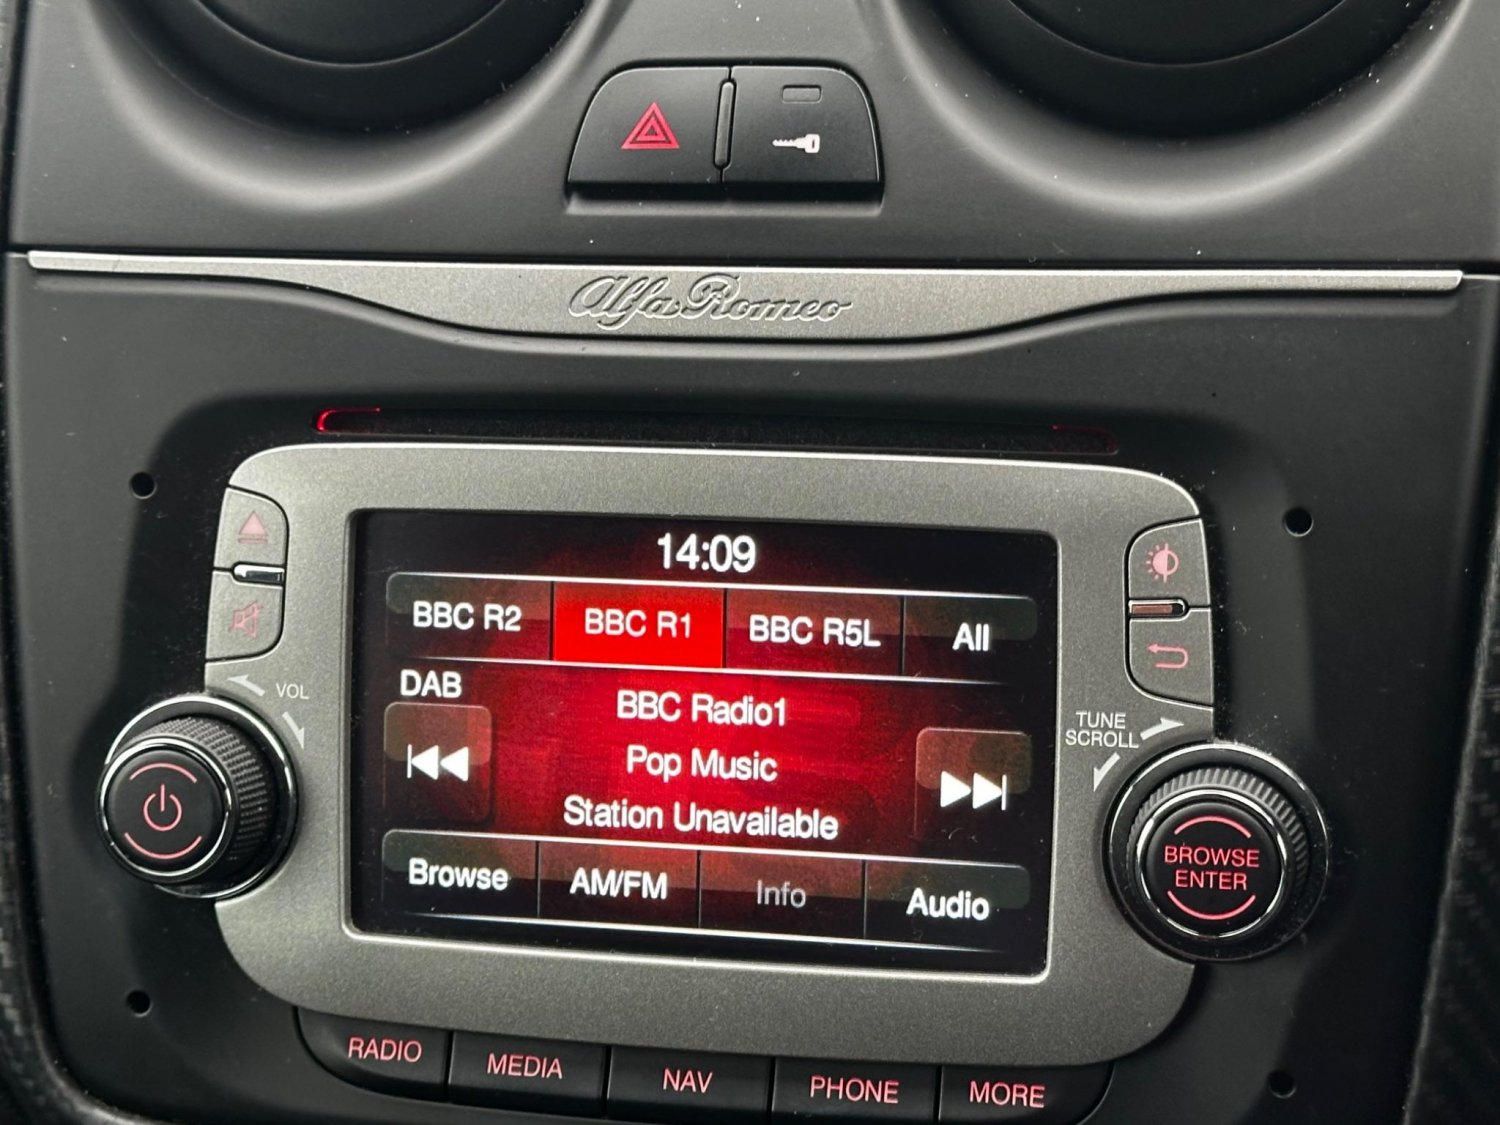 Alfa Romeo
14:09
BBC R2 BBC R1 BBC R5L All
DAB
BBC Radio1
Pop Music
Station Unavailable
Browse AM/FM Info Audio
VOL
TUNE
SCROLL
BROWSE
ENTER
RADIO MEDIA NAV PHONE MORE